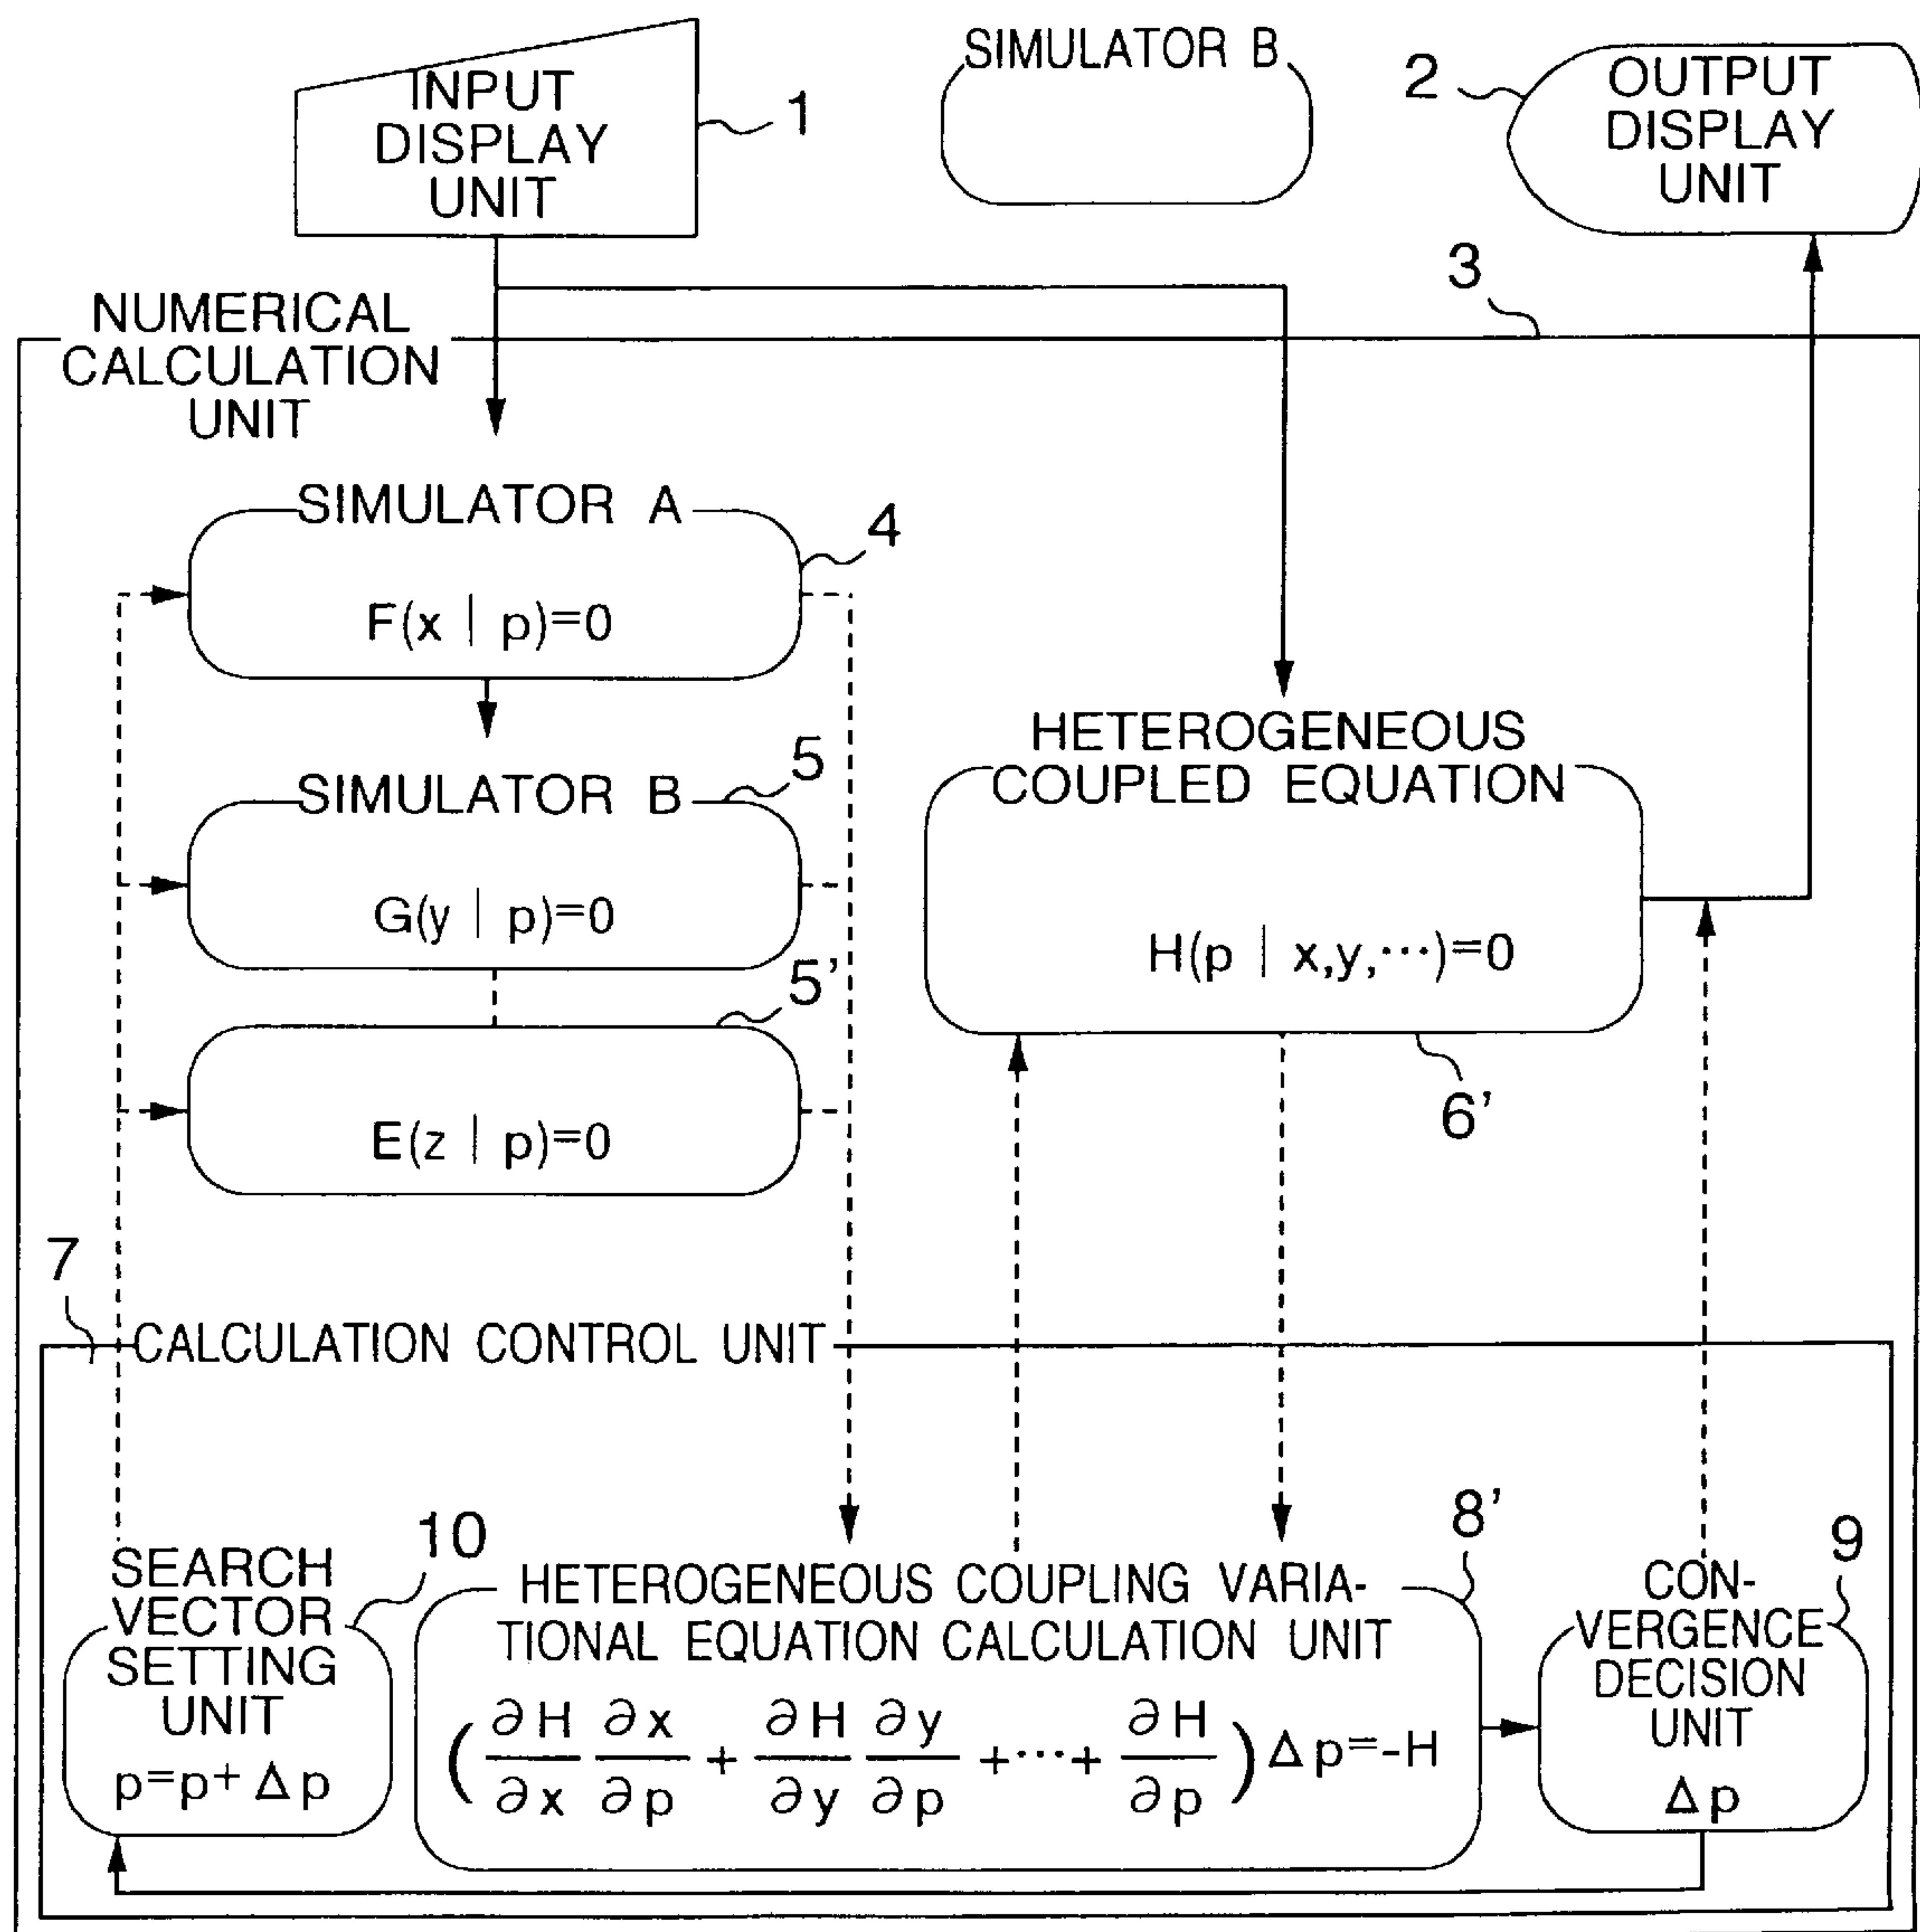 INPUT
DISPLAY
UNIT
1
SIMULATOR B
2
OUTPUT
DISPLAY
UNIT
3
NUMERICAL
CALCULATION
UNIT
SIMULATOR A
4
F(x | p)=0
SIMULATOR B
5
G(y | p)=0
5'
E(z | p)=0
HETEROGENEOUS
COUPLED EQUATION
H(p | x,y,···)=0
6'
7
CALCULATION CONTROL UNIT
10
SEARCH
VECTOR
SETTING
UNIT
p=p+Δp
8'
HETEROGENEOUS COUPLING VARIA-
TIONAL EQUATION CALCULATION UNIT
(∂H/∂x ∂x/∂p + ∂H/∂y ∂y/∂p +···+ ∂H/∂p)Δp=-H
9
CON-
VERGENCE
DECISION
UNIT
Δp